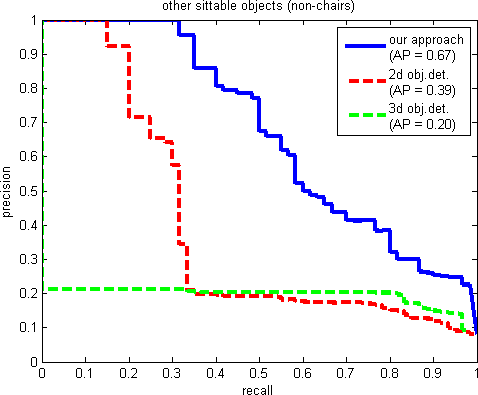 other sittable objects (non-chairs)
our approach
(AP = 0.67)
2d obj.det.
(AP = 0.39)
3d obj.det.
(AP = 0.20)
precision
1
0.9
0.8
0.7
0.6
0.5
0.4
0.3
0.2
0.1
0
0 0.1 0.2 0.3 0.4 0.5 0.6 0.7 0.8 0.9 1
recall